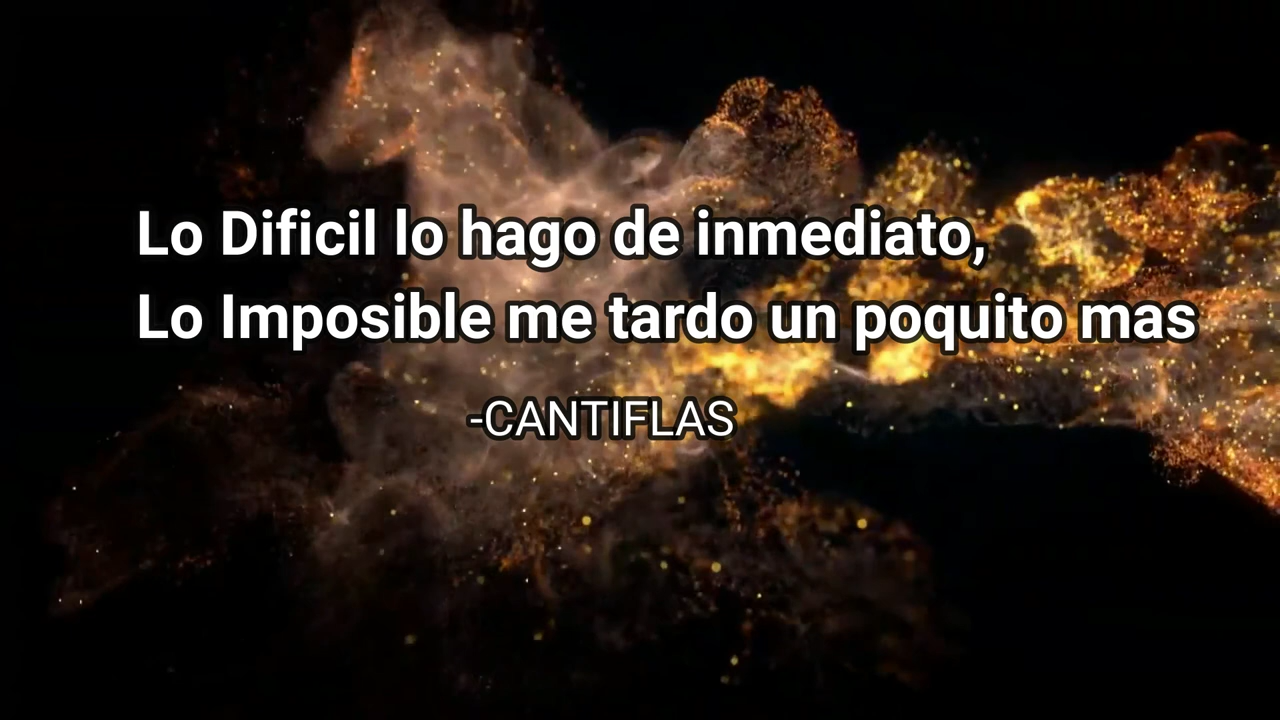 Lo Dificil lo hago de inmediato,
Lo Imposible me tardo un poquito mas
-CANTIFLAS